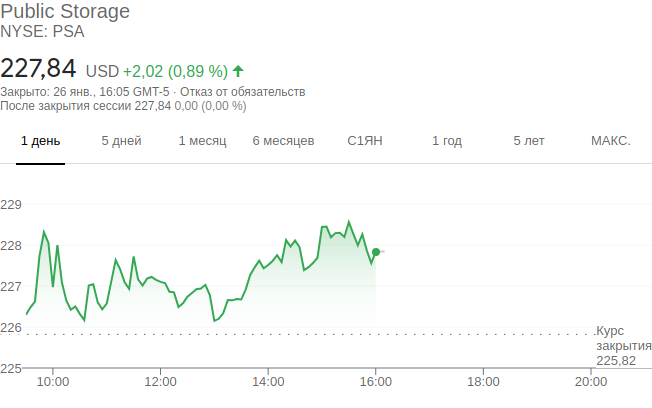 Public Storage
NYSE: PSA
227,84 USD +2,02 (0,89 %)
Закрыто: 26 янв., 16:05 GMT-5 · Отказ от обязательств
После закрытия сессии 227,84 0,00 (0,00 %)
1 день 5 дней 1 месяц 6 месяцев С1ЯН 1 год 5 лет МАКС.
229
228
227
226
Курс
закрытия
225,82
225
10:00 12:00 14:00 16:00 18:00 20:00